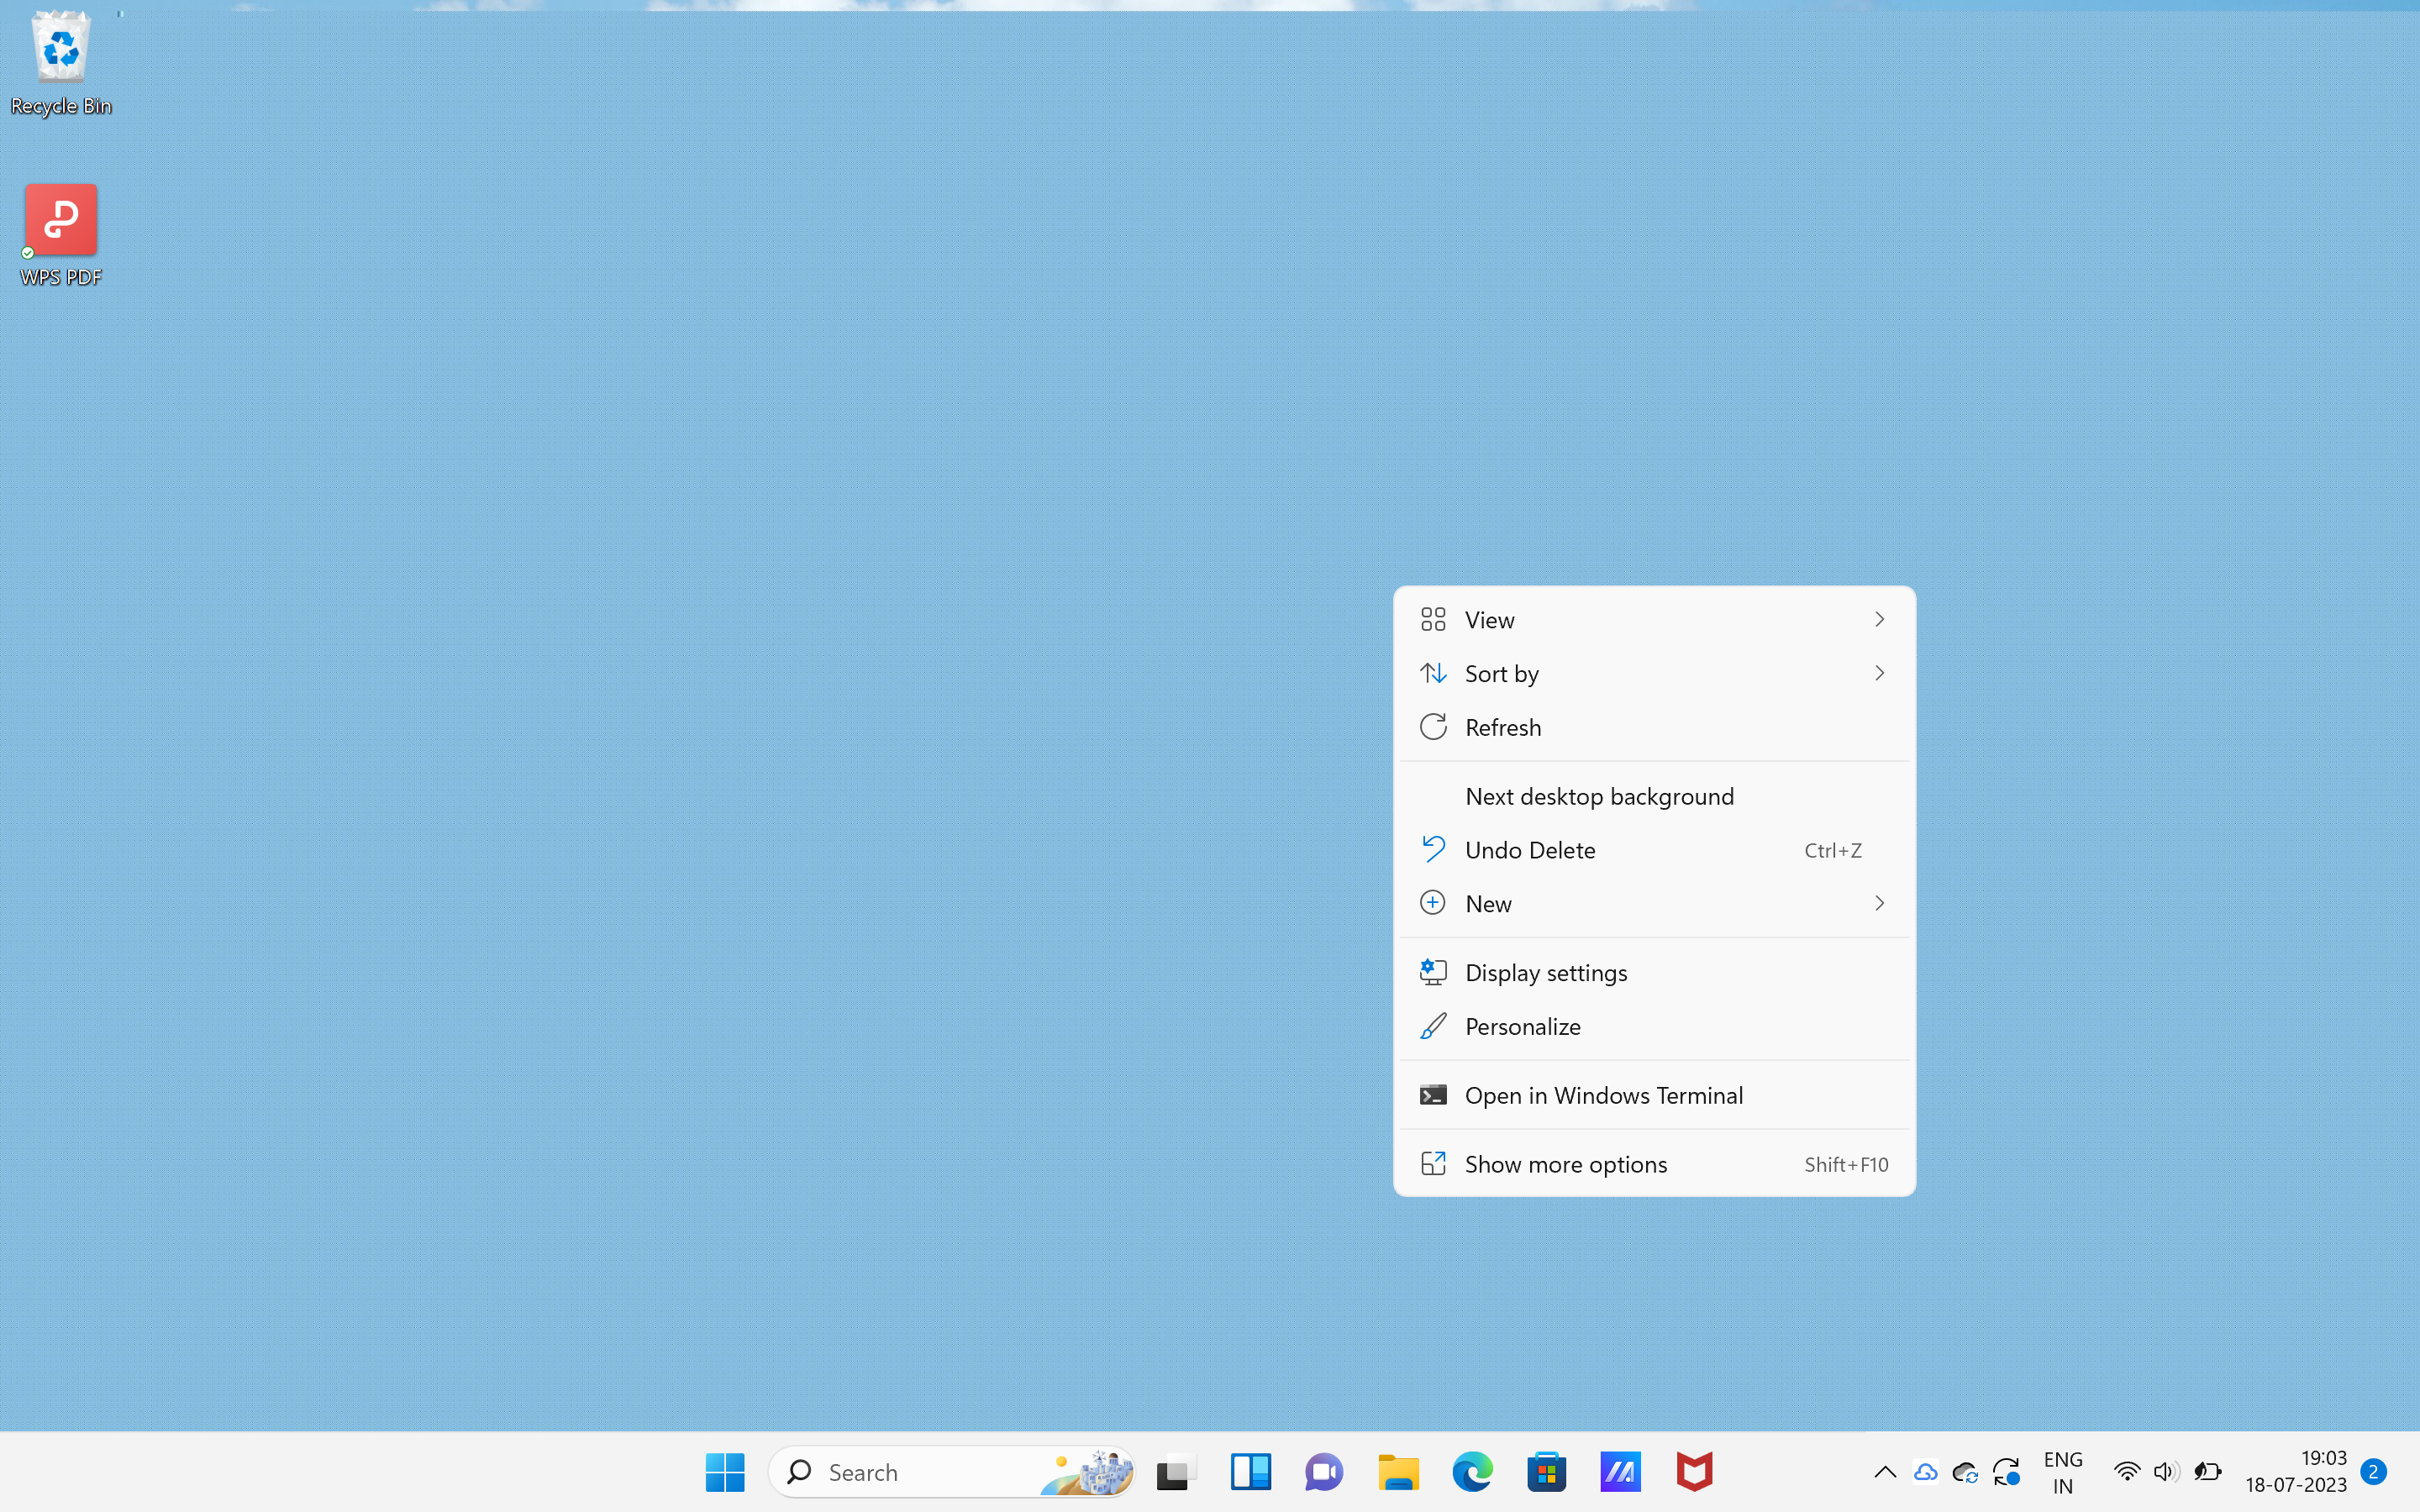 Recycle Bin
WPS PDF
View
Sort by
Refresh
Next desktop background
Undo Delete Ctrl+Z
New
Display settings
Personalize
Open in Windows Terminal
Show more options Shift+F10
Search
ENG
IN
19:03
18-07-2023
2